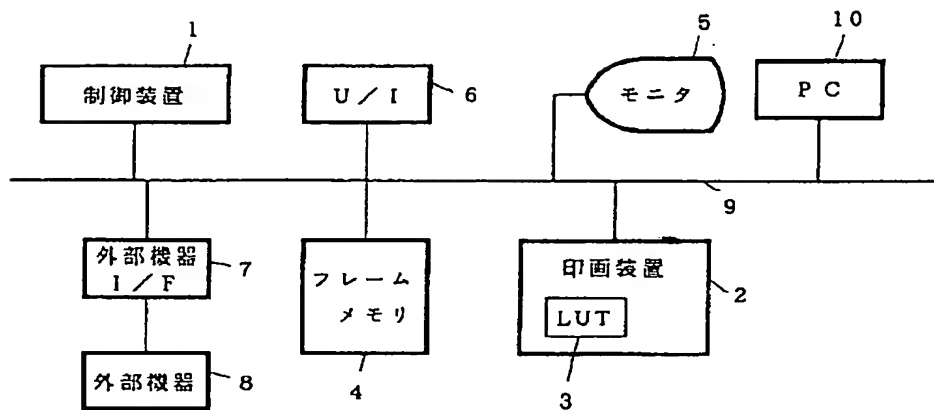 1
制御装置
U/I
6
5
モニタ
10
PC
9
外部機器
I/F
7
外部機器
8
フレーム
メモリ
4
印画装置
LUT
2
3